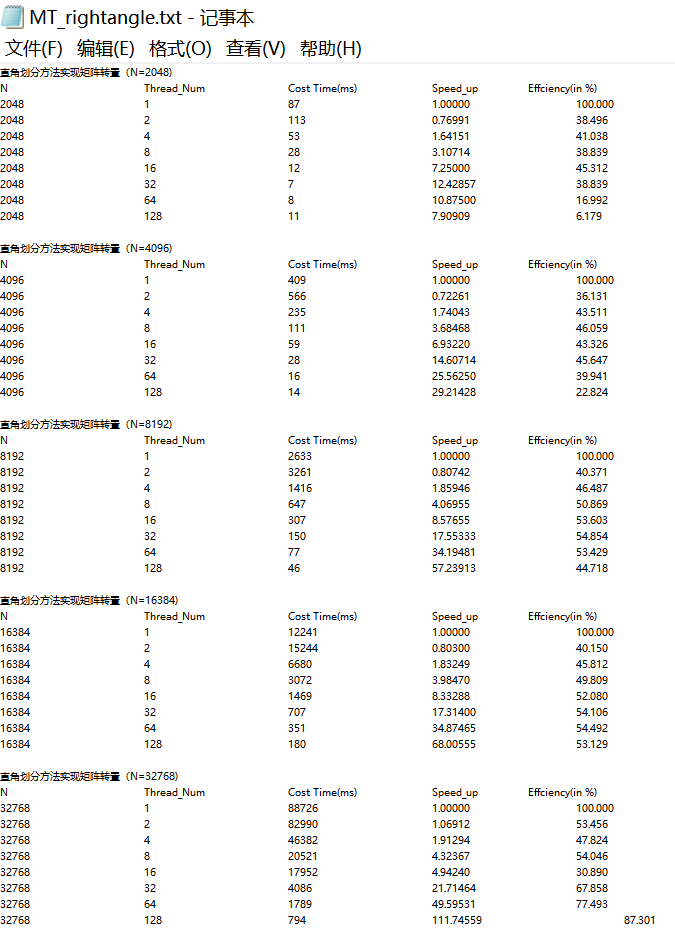 MT_rightangle.txt - 记事本
文件(F) 编辑(E) 格式(O) 查看(V) 帮助(H)
直角划分方法实现矩阵转置（N=2048)
N Thread_Num Cost Time(ms) Speed_up Effciency(in %)
2048 1 87 1.00000 100.000
2048 2 113 0.76991 38.496
2048 4 53 1.64151 41.038
2048 8 28 3.10714 38.839
2048 16 12 7.25000 45.312
2048 32 7 12.42857 38.839
2048 64 8 10.87500 16.992
2048 128 11 7.90909 6.179
直角划分方法实现矩阵转置（N=4096)
N Thread_Num Cost Time(ms) Speed_up Effciency(in %)
4096 1 409 1.00000 100.000
4096 2 566 0.72261 36.131
4096 4 235 1.74043 43.511
4096 8 111 3.68468 46.059
4096 16 59 6.93220 43.326
4096 32 28 14.60714 45.647
4096 64 16 25.56250 39.941
4096 128 14 29.21428 22.824
直角划分方法实现矩阵转置（N=8192)
N Thread_Num Cost Time(ms) Speed_up Effciency(in %)
8192 1 2633 1.00000 100.000
8192 2 3261 0.80742 40.371
8192 4 1416 1.85946 46.487
8192 8 647 4.06955 50.869
8192 16 307 8.57655 53.603
8192 32 150 17.55333 54.854
8192 64 77 34.19481 53.429
8192 128 46 57.23913 44.718
直角划分方法实现矩阵转置（N=16384)
N Thread_Num Cost Time(ms) Speed_up Effciency(in %)
16384 1 12241 1.00000 100.000
16384 2 15244 0.80300 40.150
16384 4 6680 1.83249 45.812
16384 8 3072 3.98470 49.809
16384 16 1469 8.33288 52.080
16384 32 707 17.31400 54.106
16384 64 351 34.87465 54.492
16384 128 180 68.00555 53.129
直角划分方法实现矩阵转置（N=32768)
N Thread_Num Cost Time(ms) Speed_up Effciency(in %)
32768 1 88726 1.00000 100.000
32768 2 82990 1.06912 53.456
32768 4 46382 1.91294 47.824
32768 8 20521 4.32367 54.046
32768 16 17952 4.94240 30.890
32768 32 4086 21.71464 67.858
32768 64 1789 49.59531 77.493
32768 128 794 111.74559 87.301